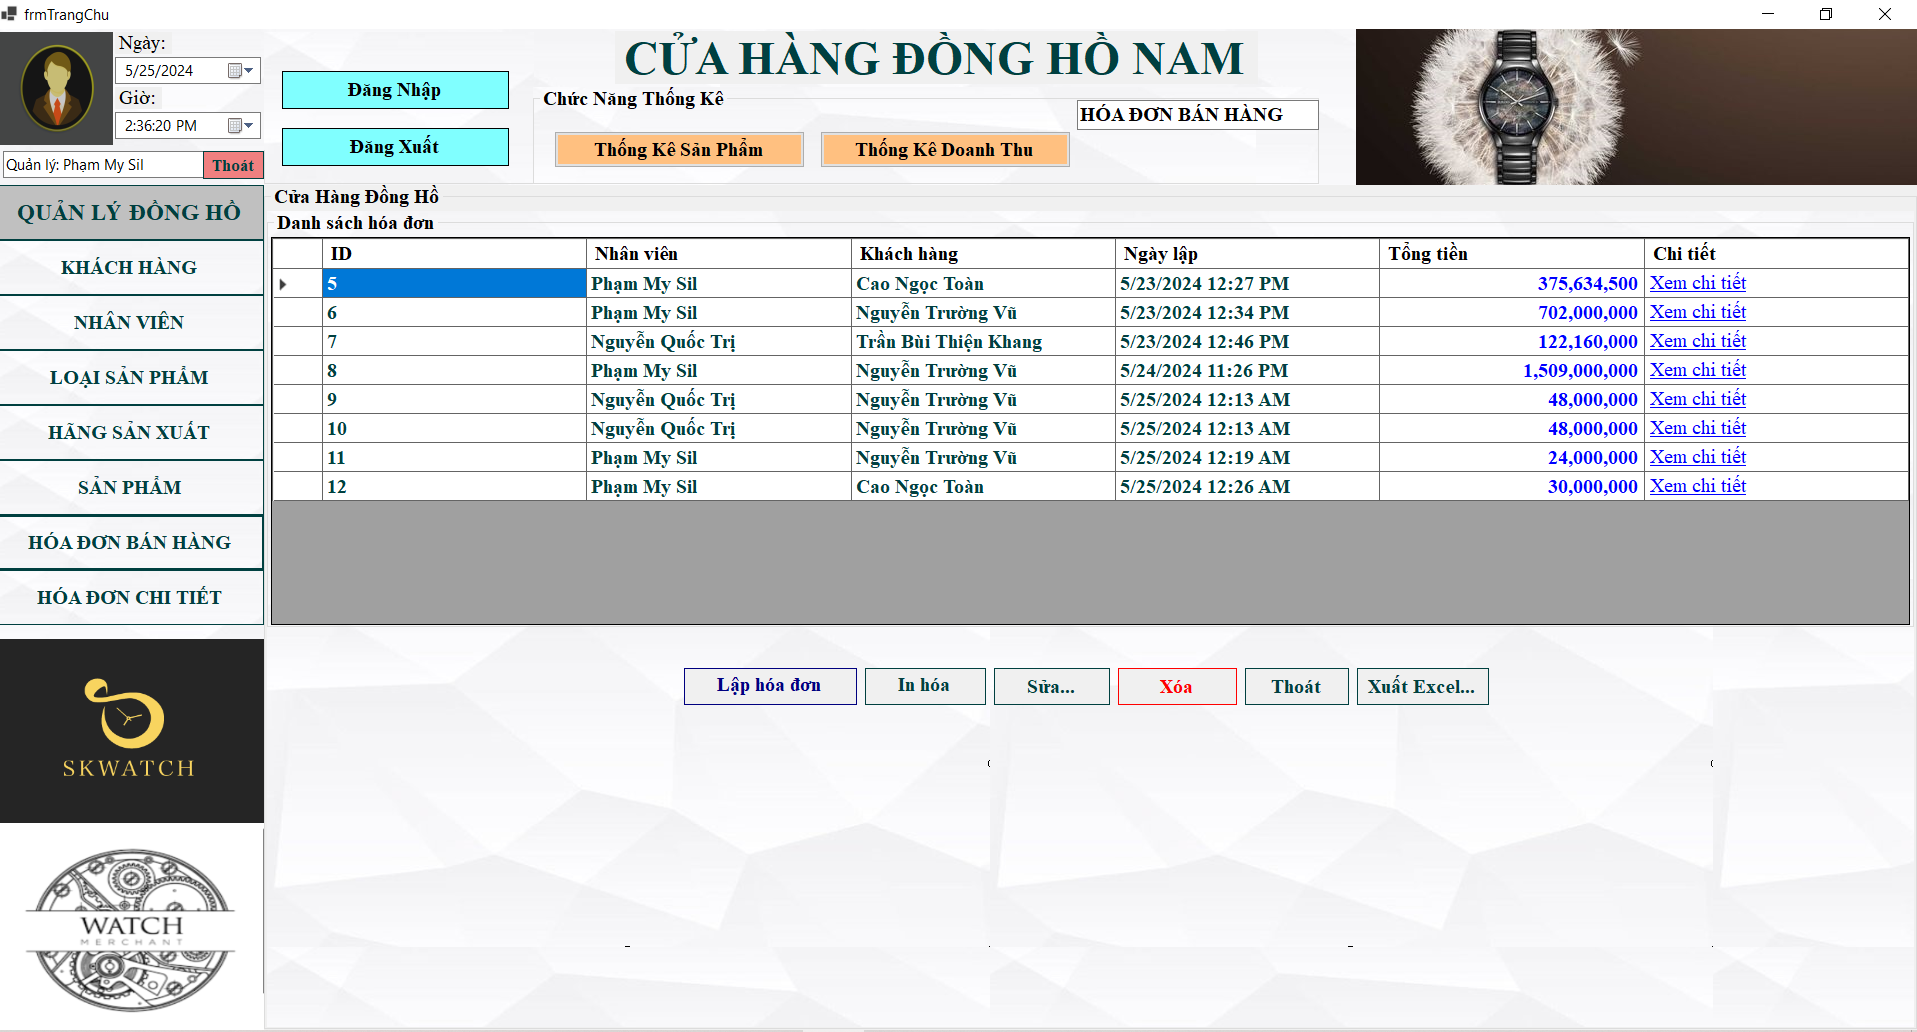 frmTrangChu
Ngày:
5/25/2024
Giờ:
2:36:20 PM
Quản lý: Phạm My Sil
Thoát
Đăng Nhập
Đăng Xuất
CỬA HÀNG ĐỒNG HỒ NAM
Chức Năng Thống Kê
HÓA ĐƠN BÁN HÀNG
Thống Kê Sản Phẩm
Thống Kê Doanh Thu
QUẢN LÝ ĐỒNG HỒ
KHÁCH HÀNG
NHÂN VIÊN
LOẠI SẢN PHẨM
HÃNG SẢN XUẤT
SẢN PHẨM
HÓA ĐƠN BÁN HÀNG
HÓA ĐƠN CHI TIẾT
SKWATCH
WATCH
MERCHANT
Cửa Hàng Đồng Hồ
Danh sách hóa đơn
ID Nhân viên Khách hàng Ngày lập Tổng tiền Chi tiết
5 Phạm My Sil Cao Ngọc Toàn 5/23/2024 12:27 PM 375,634,500 Xem chi tiết
6 Phạm My Sil Nguyễn Trường Vũ 5/23/2024 12:34 PM 702,000,000 Xem chi tiết
7 Nguyễn Quốc Trị Trần Bùi Thiện Khang 5/23/2024 12:46 PM 122,160,000 Xem chi tiết
8 Phạm My Sil Nguyễn Trường Vũ 5/24/2024 11:26 PM 1,509,000,000 Xem chi tiết
9 Nguyễn Quốc Trị Nguyễn Trường Vũ 5/25/2024 12:13 AM 48,000,000 Xem chi tiết
10 Nguyễn Quốc Trị Nguyễn Trường Vũ 5/25/2024 12:13 AM 48,000,000 Xem chi tiết
11 Phạm My Sil Nguyễn Trường Vũ 5/25/2024 12:19 AM 24,000,000 Xem chi tiết
12 Phạm My Sil Cao Ngọc Toàn 5/25/2024 12:26 AM 30,000,000 Xem chi tiết
Lập hóa đơn
In hóa
Sửa...
Xóa
Thoát
Xuất Excel...